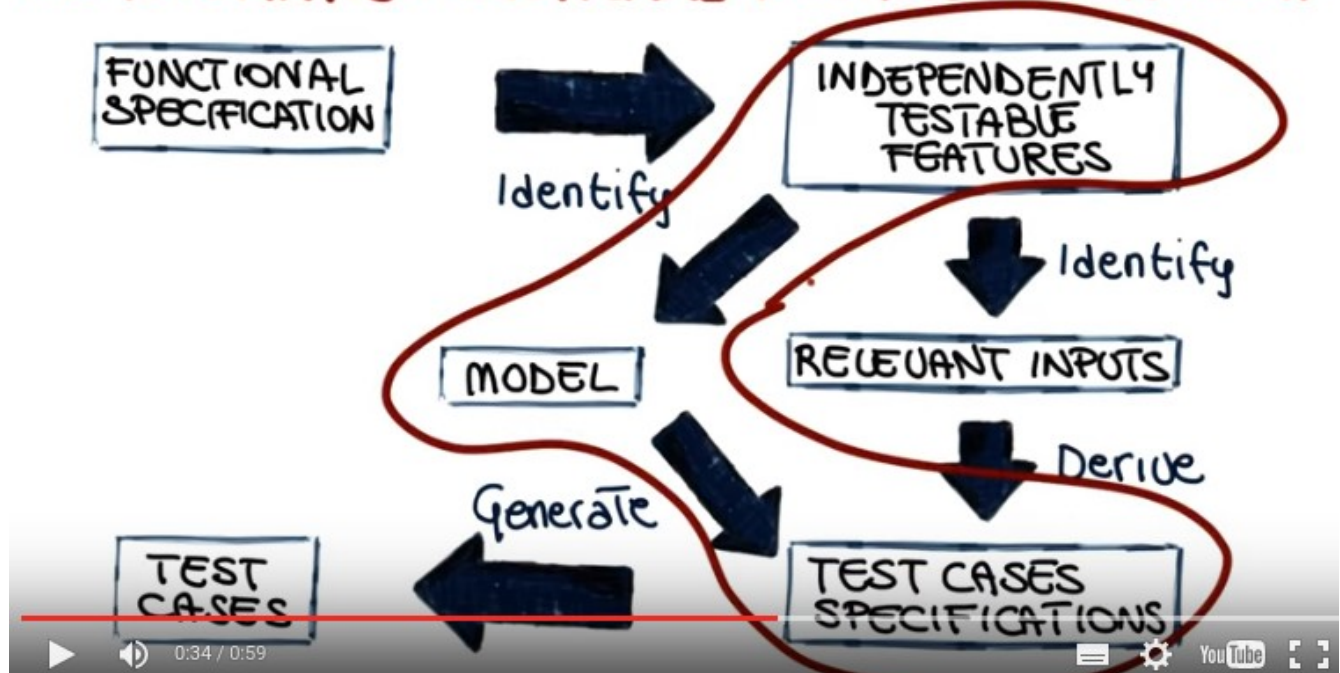 FUNCTIONAL
SPECIFICATION
Identify
INDEPENDENTLY
TESTABLE
FEATURES
Identify
MODEL
RELEVANT INPUTS
Derive
Generate
TEST
CASES
TEST CASES
SPECIFICATIONS
0:34 / 0:59
YouTube